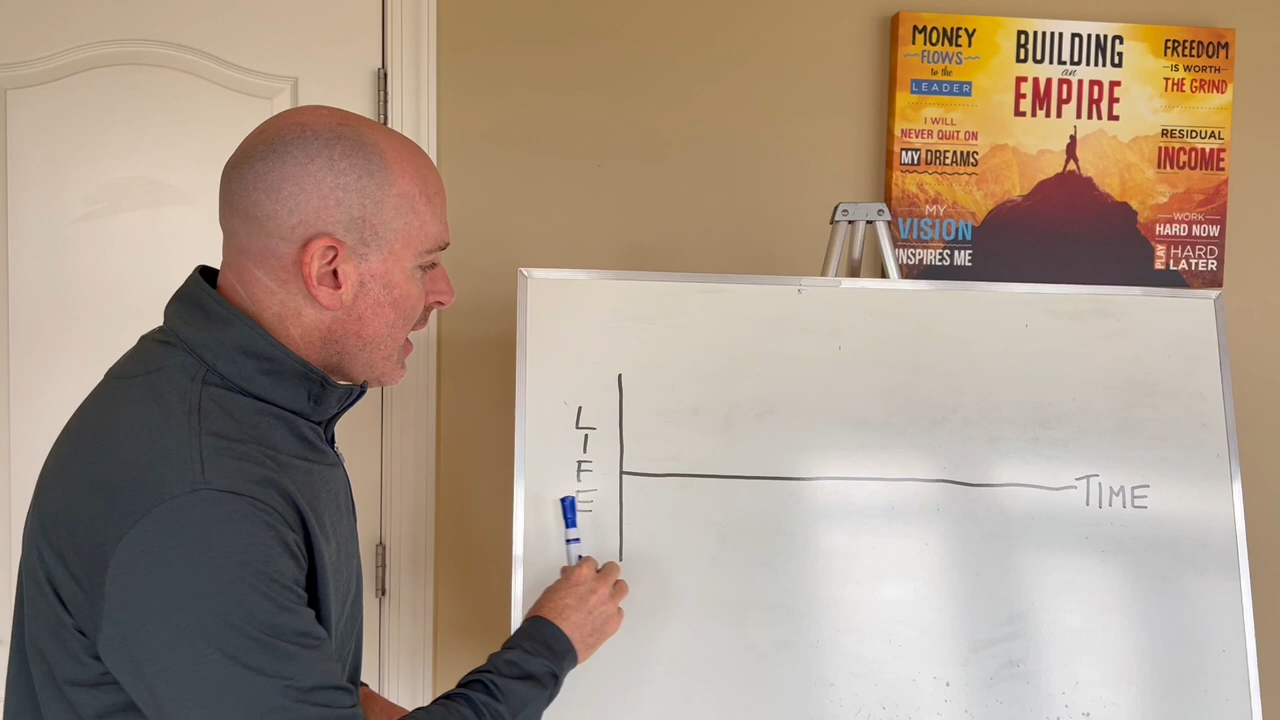 MONEY
FLOWS
to the
LEADER
I WILL
NEVER QUIT ON
MY DREAMS
MY
VISION
INSPIRES ME
BUILDING
an
EMPIRE
FREEDOM
IS WORTH
THE GRIND
RESIDUAL
INCOME
WORK
HARD NOW
PLAY HARD
LATER
LIFE
TIME